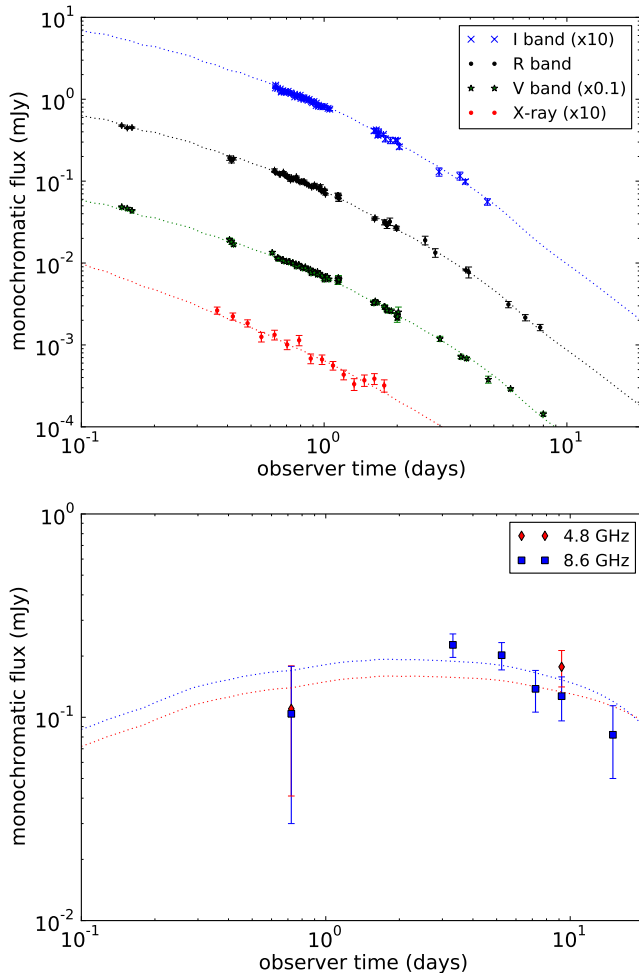 10^1
10^0
10^-1
10^-2
10^-3
10^-4
monochromatic flux (mJy)
I band (x10)
R band
V band (x0.1)
X-ray (x10)
10^-1
10^0
10^1
observer time (days)
10^0
10^-1
10^-2
monochromatic flux (mJy)
4.8 GHz
8.6 GHz
10^-1
10^0
10^1
observer time (days)